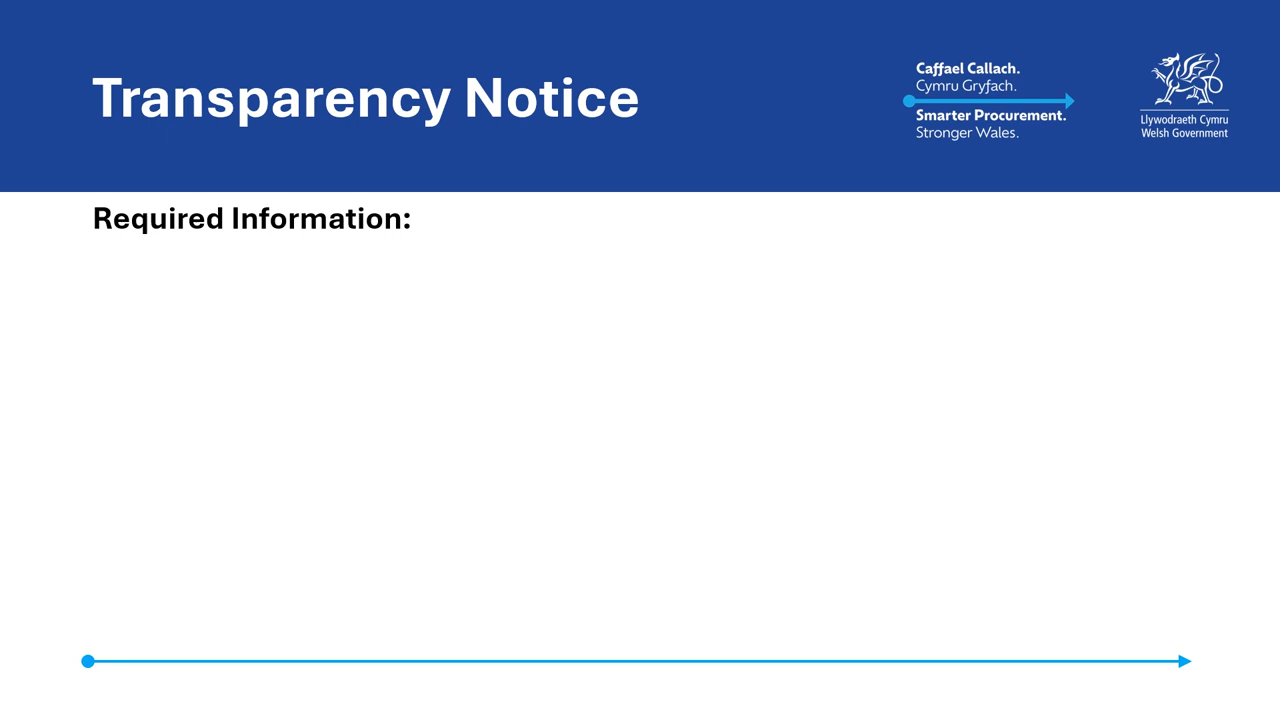 Transparency Notice
Caffael Callach.
Cymru Gryfach.
Smarter Procurement.
Stronger Wales.
Llywodraeth Cymru
Welsh Government
Required Information: